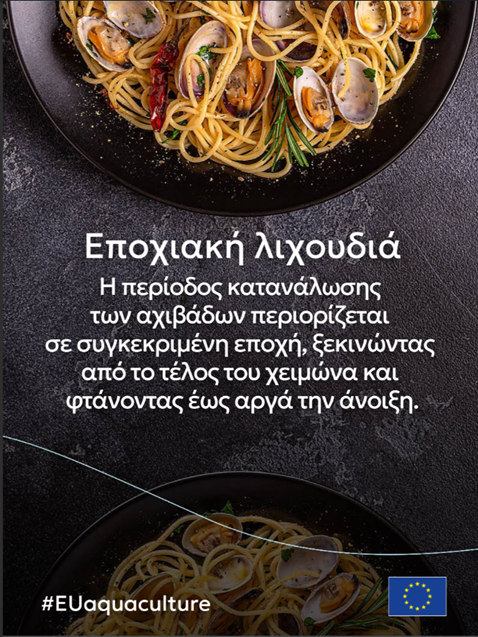 Εποχιακή λιχουδιά
Η περίοδος κατανάλωσης
των αχιβάδων περιορίζεται
σε συγκεκριμένη εποχή, ξεκινώντας
από το τέλος του χειμώνα και
φτάνοντας έως αργά την άνοιξη.
#EUaquaculture